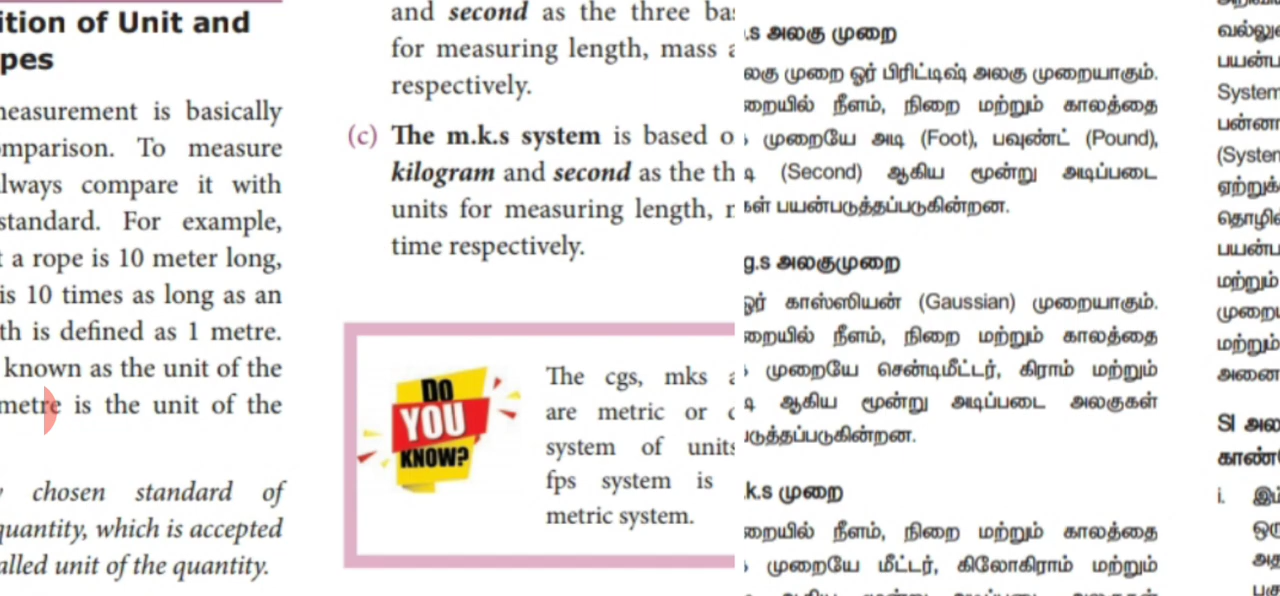 ition of Unit and
pes
measurement is basically
mparison. To measure
lways compare it with
standard. For example,
t a rope is 10 meter long,
is 10 times as long as an
th is defined as 1 metre.
known as the unit of the
metre is the unit of the
chosen standard of
quantity, which is accepted
alled unit of the quantity.
and second as the three bas
for measuring length, mass a
respectively.
(c) The m.k.s system is based o
kilogram and second as the th
units for measuring length, m
time respectively.
DO
YOU
KNOW?
The cgs, mks a
are metric or d
system of units
fps system is
metric system.
.s அலகு முறை
லகு முறை ஓர் பிரிட்டிஷ் அலகு முறையாகும்.
றையில் நீளம், நிறை மற்றும் காலத்தை
முறையே அடி (Foot), பவுண்ட் (Pound),
டி (Second) ஆகிய மூன்று அடிப்படை
கள் பயன்படுத்தப்படுகின்றன.
g.s அலகுமுறை
ஓர் காஸ்ஸியன் (Gaussian) முறையாகும்.
றையில் நீளம், நிறை மற்றும் காலத்தை
முறையே சென்டிமீட்டர், கிராம் மற்றும்
டி ஆகிய மூன்று அடிப்படை அலகுகள்
படுத்தப்படுகின்றன.
.k.s முறை
றையில் நீளம், நிறை மற்றும் காலத்தை
முறையே மீட்டர், கிலோகிராம் மற்றும்
வல்லு
பயன்ப
System
பன்னா
(System
ஏற்றுக்
தொழில்
பயன்ப
மற்றும்
முறைய
மற்றும்
அனை
SI அல
காண்
i. இம்
ஒரு
அத